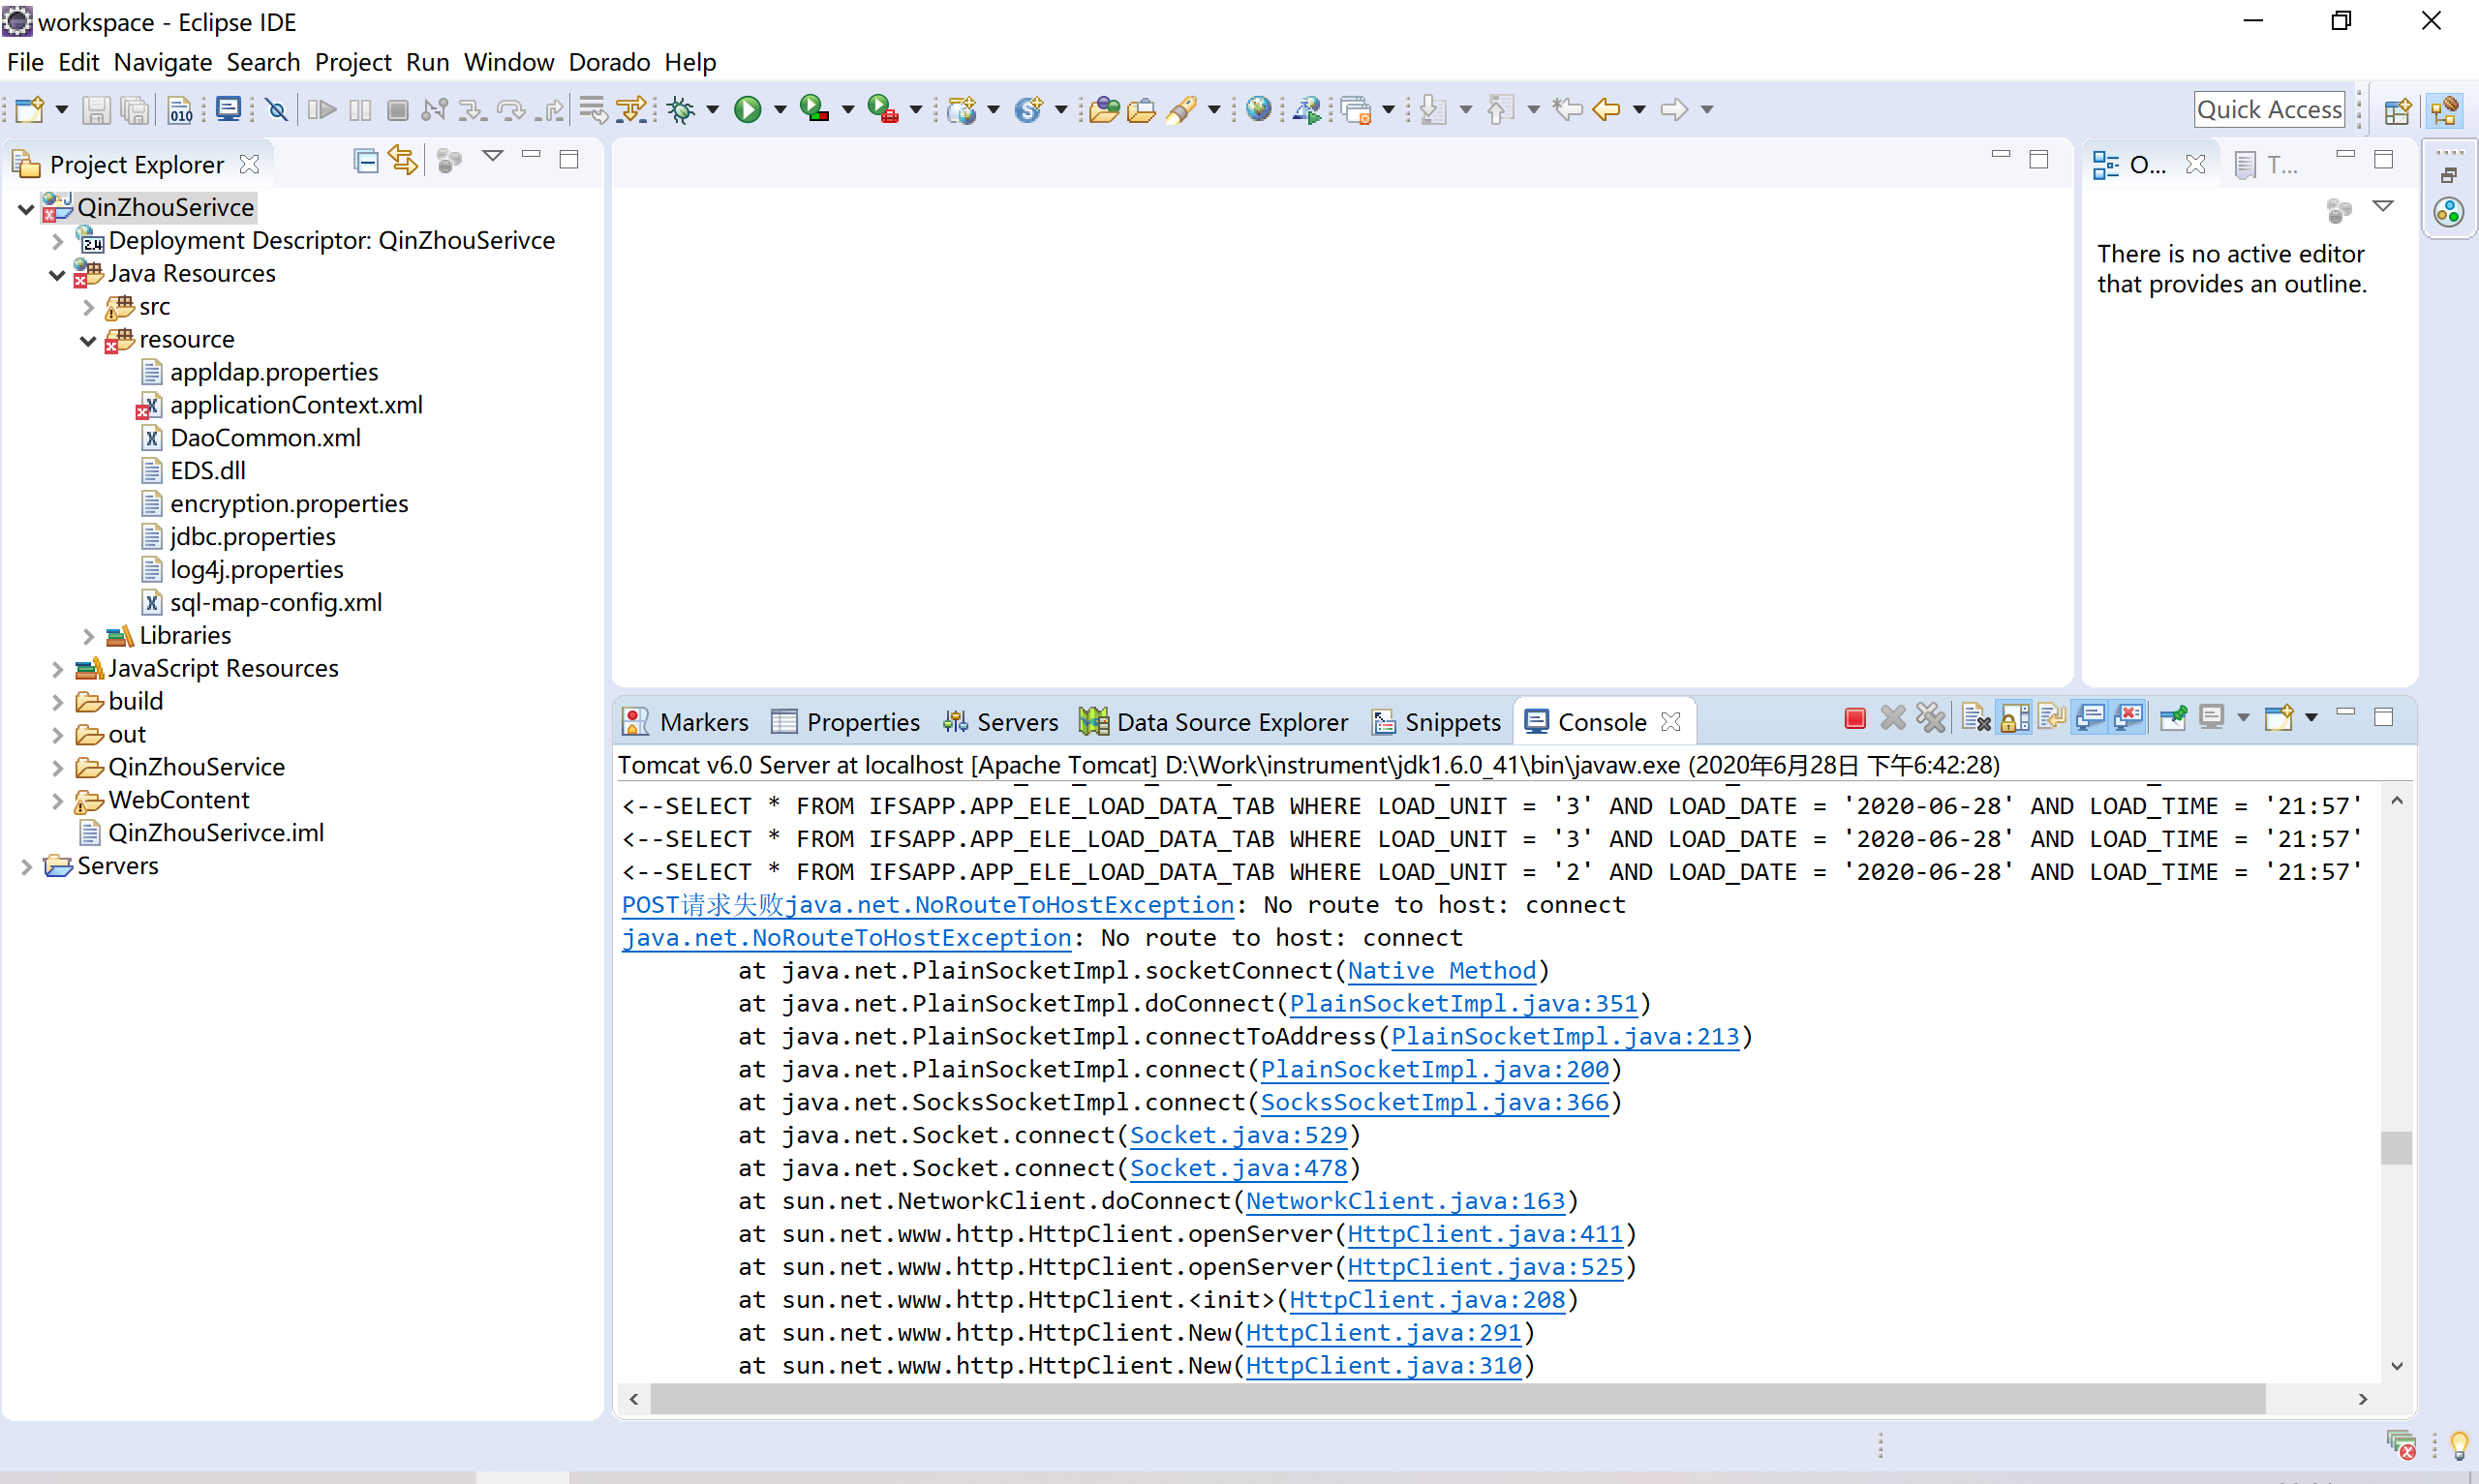 workspace - Eclipse IDE
File Edit Navigate Search Project Run Window Dorado Help
Quick Access
Project Explorer
QinZhouSerivce
Deployment Descriptor: QinZhouSerivce
Java Resources
src
resource
appldap.properties
applicationContext.xml
DaoCommon.xml
EDS.dll
encryption.properties
jdbc.properties
log4j.properties
sql-map-config.xml
Libraries
JavaScript Resources
build
out
QinZhouService
WebContent
QinZhouSerivce.iml
Servers
O... T...
There is no active editor
that provides an outline.
Markers Properties Servers Data Source Explorer Snippets Console
Tomcat v6.0 Server at localhost [Apache Tomcat] D:\Work\instrument\jdk1.6.0_41\bin\javaw.exe (2020年6月28日 下午6:42:28)
<--SELECT * FROM IFSAPP.APP_ELE_LOAD_DATA_TAB WHERE LOAD_UNIT = '3' AND LOAD_DATE = '2020-06-28' AND LOAD_TIME = '21:57'
<--SELECT * FROM IFSAPP.APP_ELE_LOAD_DATA_TAB WHERE LOAD_UNIT = '3' AND LOAD_DATE = '2020-06-28' AND LOAD_TIME = '21:57'
<--SELECT * FROM IFSAPP.APP_ELE_LOAD_DATA_TAB WHERE LOAD_UNIT = '2' AND LOAD_DATE = '2020-06-28' AND LOAD_TIME = '21:57'
POST请求失败java.net.NoRouteToHostException: No route to host: connect
java.net.NoRouteToHostException: No route to host: connect
at java.net.PlainSocketImpl.socketConnect(Native Method)
at java.net.PlainSocketImpl.doConnect(PlainSocketImpl.java:351)
at java.net.PlainSocketImpl.connectToAddress(PlainSocketImpl.java:213)
at java.net.PlainSocketImpl.connect(PlainSocketImpl.java:200)
at java.net.SocksSocketImpl.connect(SocksSocketImpl.java:366)
at java.net.Socket.connect(Socket.java:529)
at java.net.Socket.connect(Socket.java:478)
at sun.net.NetworkClient.doConnect(NetworkClient.java:163)
at sun.net.www.http.HttpClient.openServer(HttpClient.java:411)
at sun.net.www.http.HttpClient.openServer(HttpClient.java:525)
at sun.net.www.http.HttpClient.<init>(HttpClient.java:208)
at sun.net.www.http.HttpClient.New(HttpClient.java:291)
at sun.net.www.http.HttpClient.New(HttpClient.java:310)